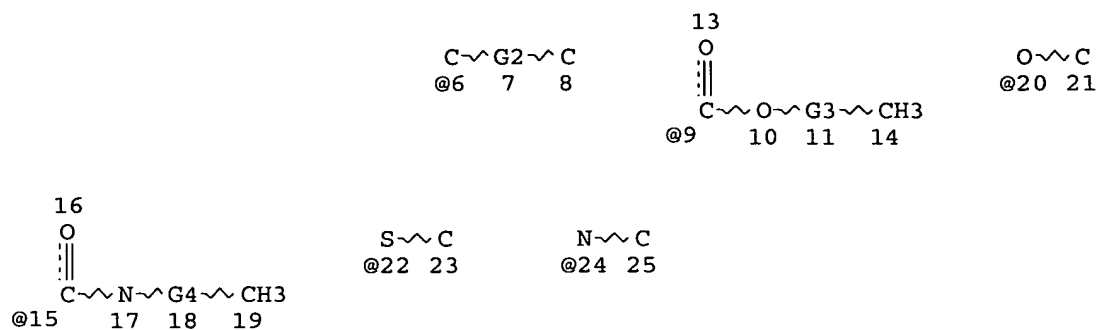 13
O
C G2 C
@6 7 8
O C
@20 21
C O G3 CH3
@9 10 11 14
16
O
S C
@22 23
N C
@24 25
C N G4 CH3
@15 17 18 19